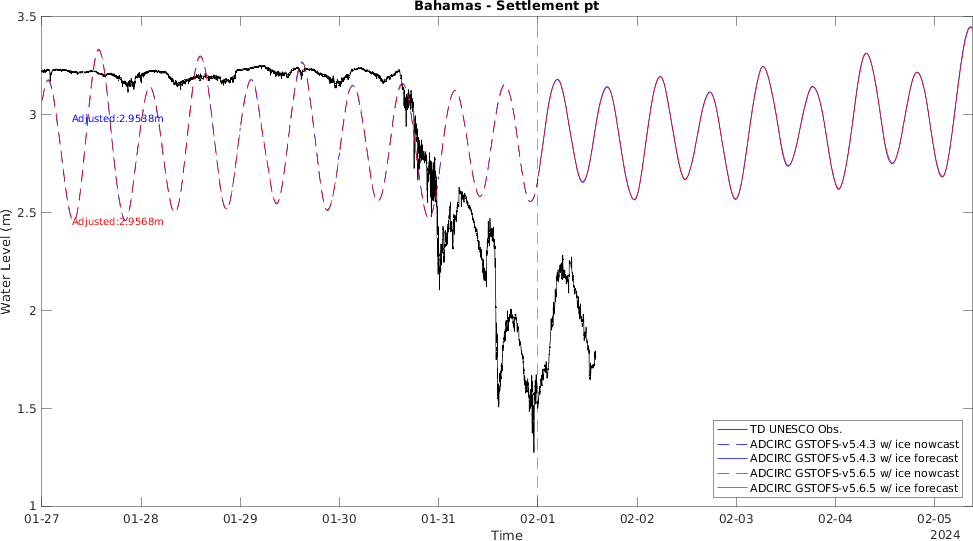 Bahamas - Settlement pt
3.5
3
2.5
2
1.5
1
Water Level (m)
Adjusted:2.9538m
Adjusted:2.9568m
TD UNESCO Obs.
ADCIRC GSTOFS-v5.4.3 w/ ice nowcast
ADCIRC GSTOFS-v5.4.3 w/ ice forecast
ADCIRC GSTOFS-v5.6.5 w/ ice nowcast
ADCIRC GSTOFS-v5.6.5 w/ ice forecast
01-27 01-28 01-29 01-30 01-31 02-01 02-02 02-03 02-04 02-05
Time
2024